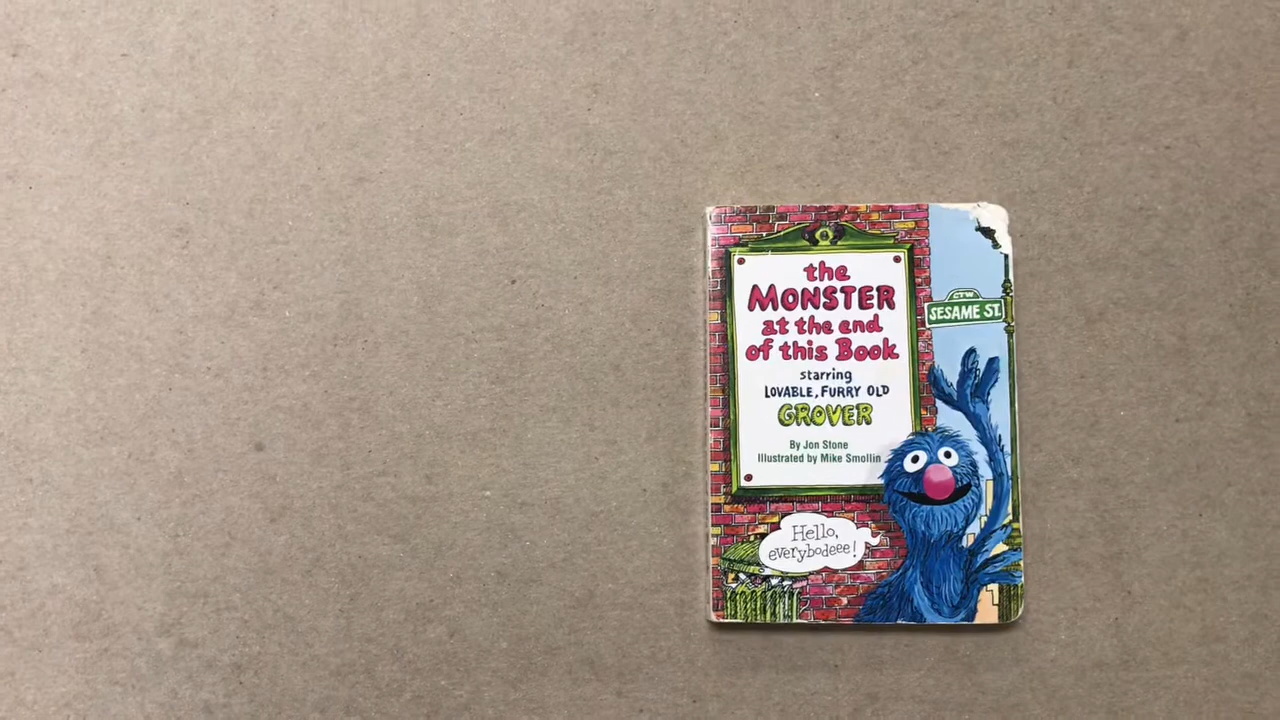 the
MONSTER
at the end
of this Book
starring
LOVABLE, FURRY OLD
GROVER
By Jon Stone
Illustrated by Mike Smollin
CTW
SESAME ST.
Hello,
everybodeee!